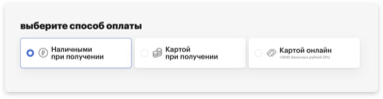 выберите способ оплаты
Наличными
при получении
Картой
при получении
Картой онлайн